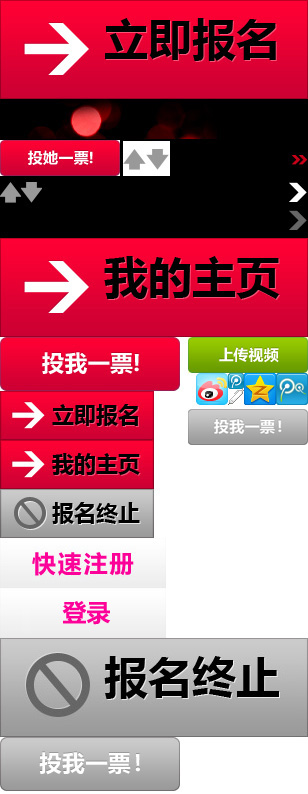 立即报名
投她一票!
我的主页
投我一票!
上传视频
立即报名
投我一票！
我的主页
报名终止
快速注册
登录
报名终止
投我一票！